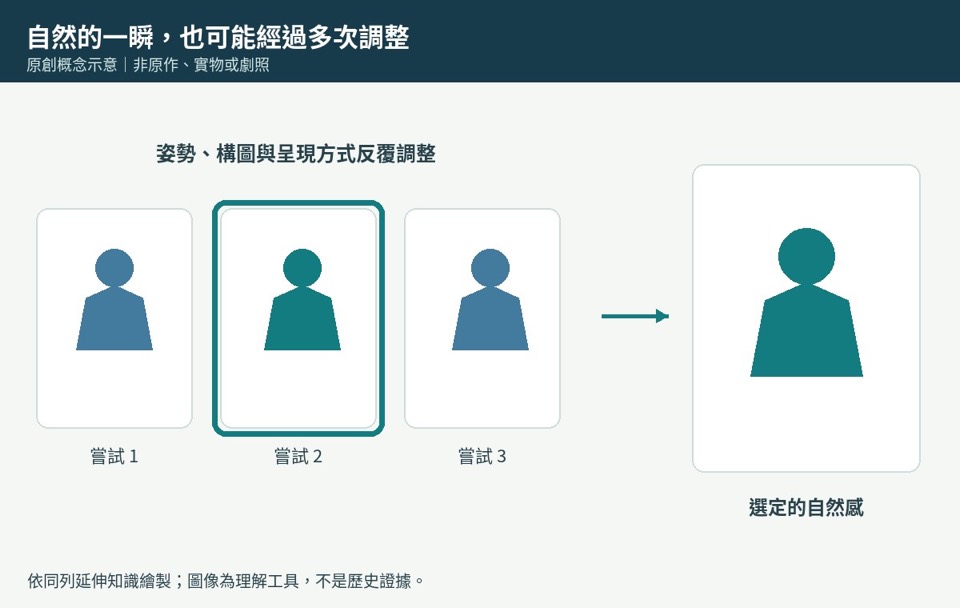 自然的一瞬，也可能經過多次調整
原創概念示意｜非原作、實物或劇照
姿勢、構圖與呈現方式反覆調整
嘗試 1
嘗試 2
嘗試 3
選定的自然感
依同列延伸知識繪製；圖像為理解工具，不是歷史證據。